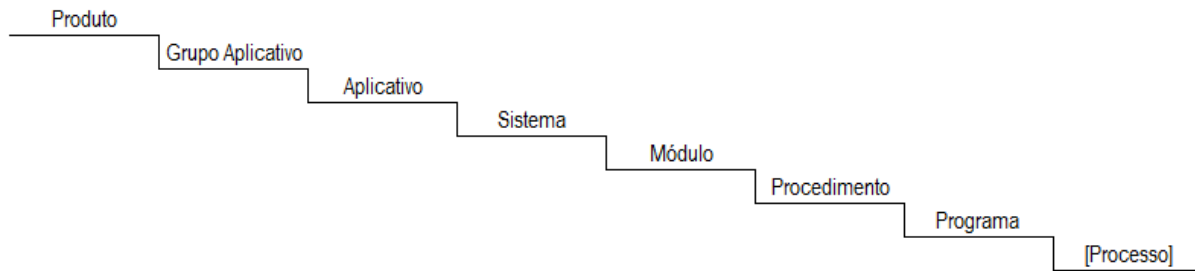 Produto
Grupo Aplicativo
Aplicativo
Sistema
Módulo
Procedimento
Programa
[Processo]